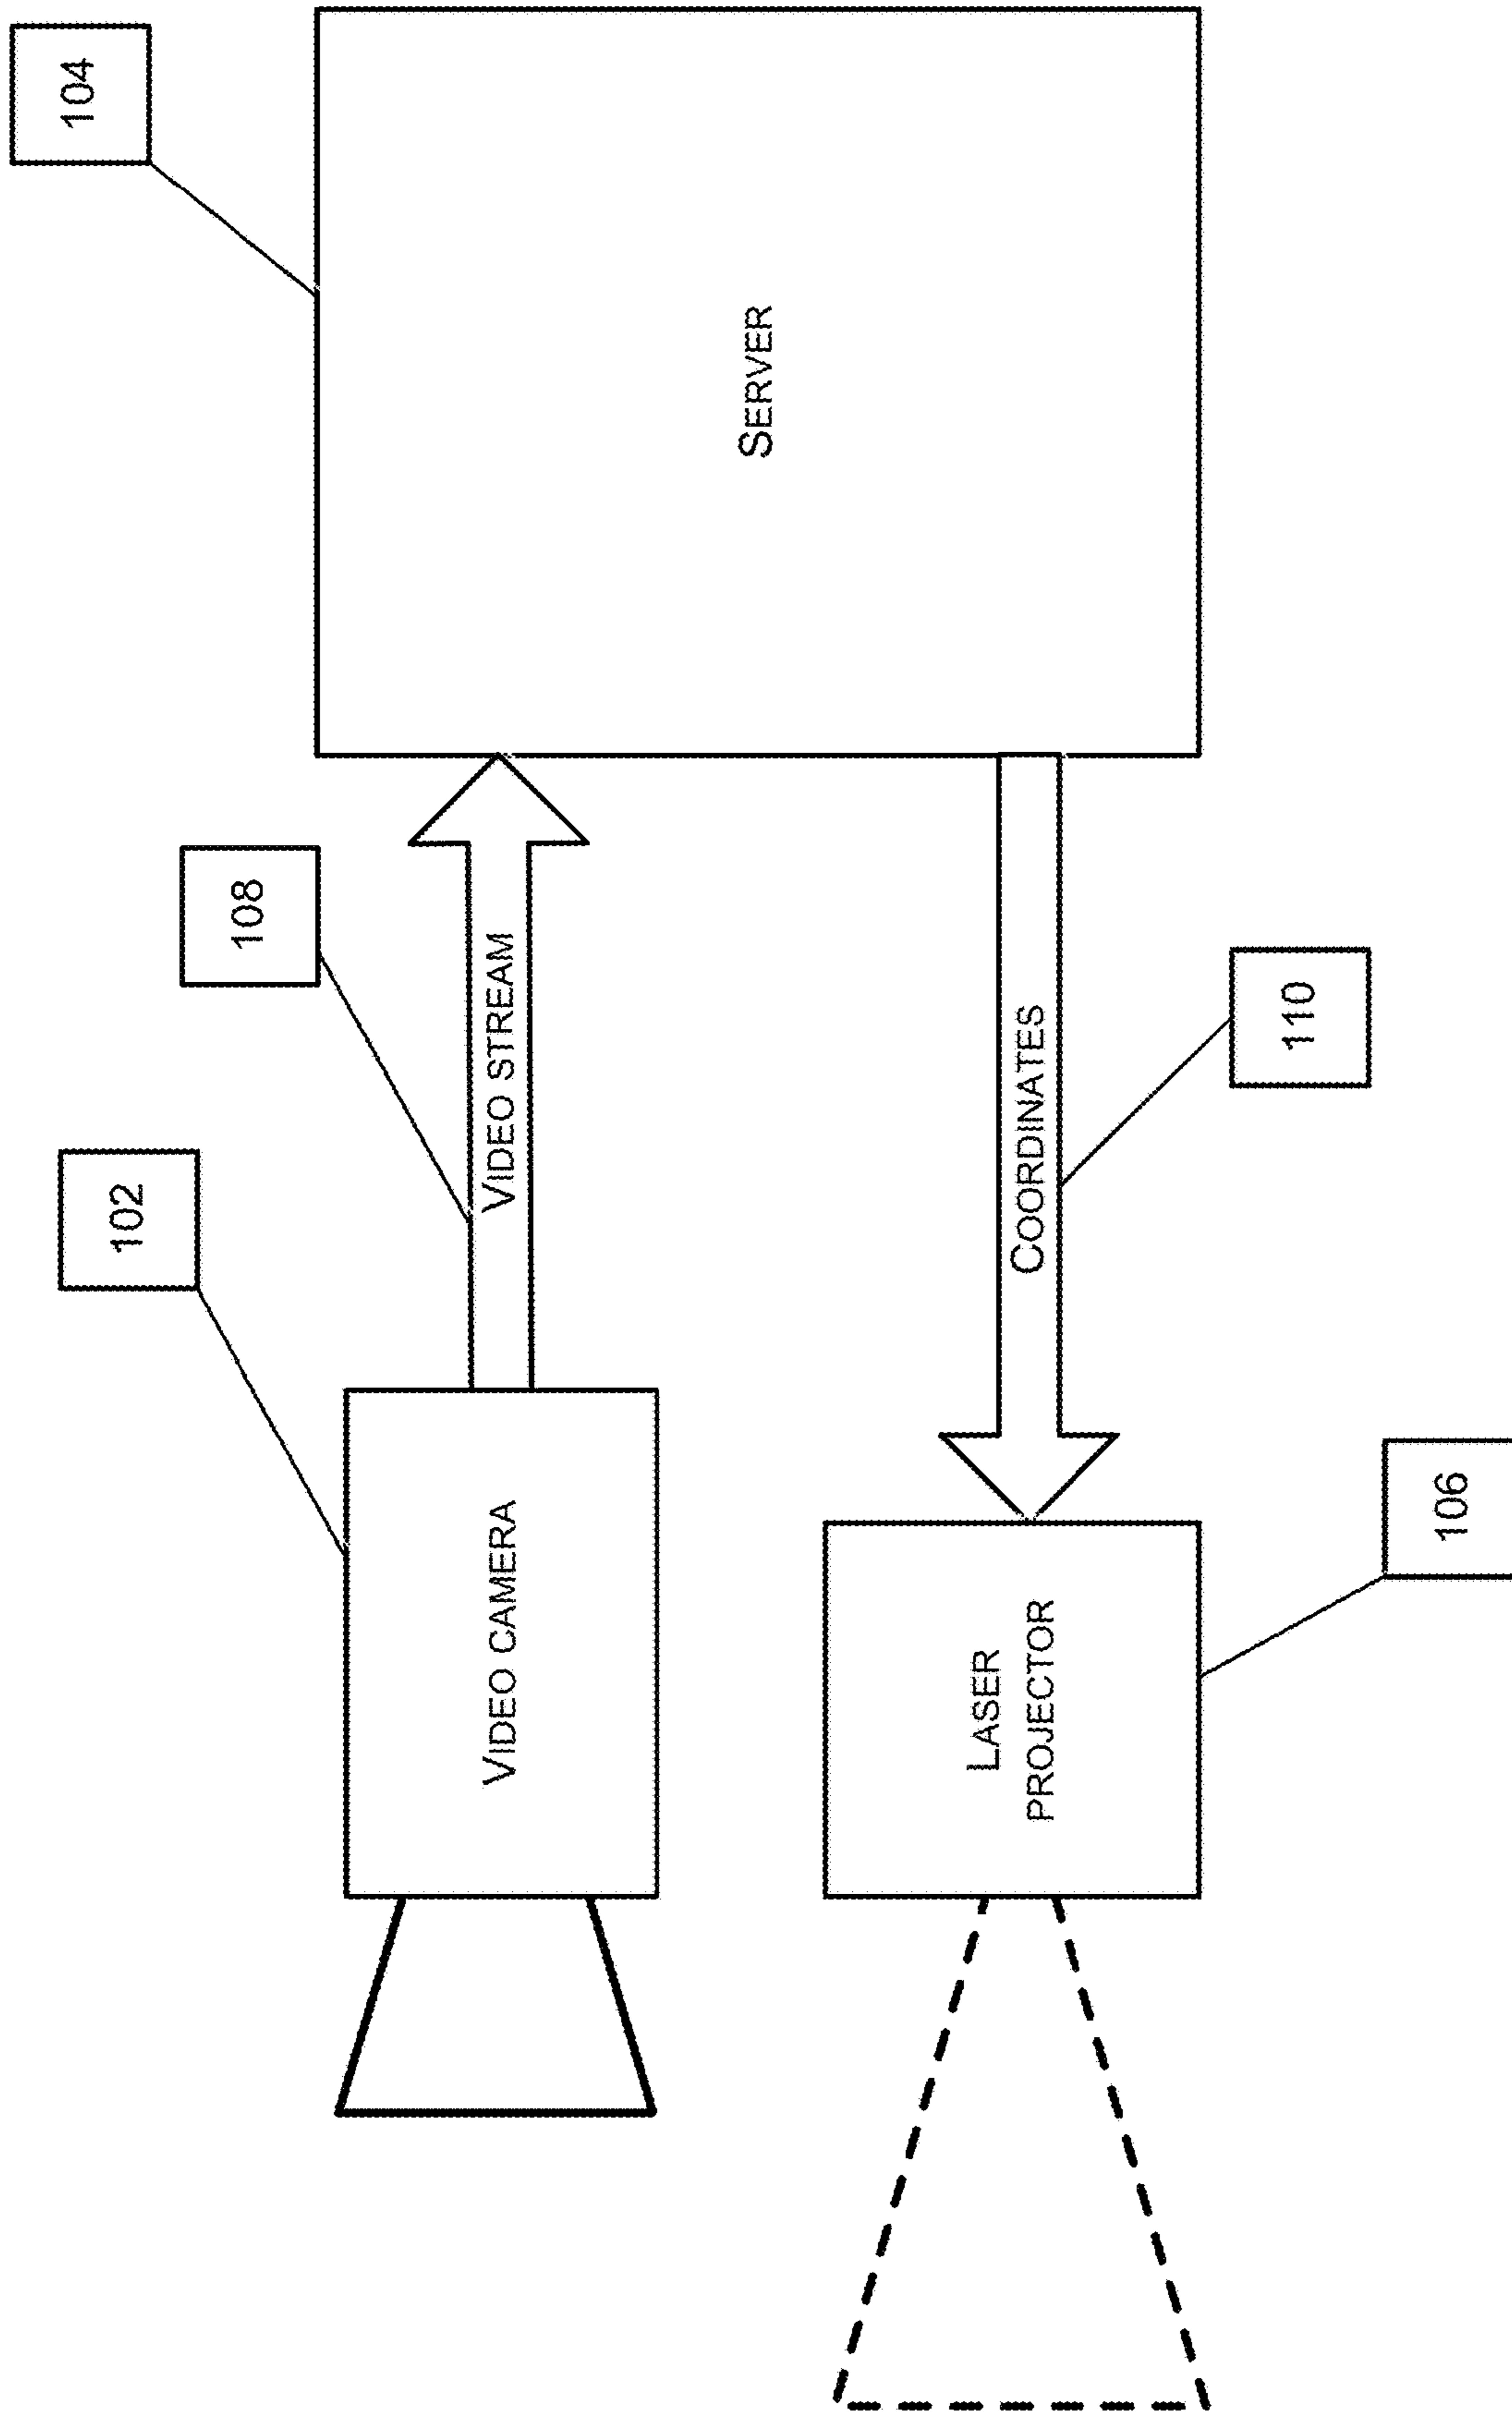 104
SERVER
108
VIDEO STREAM
102
VIDEO CAMERA
COORDINATES
110
LASER
PROJECTOR
106